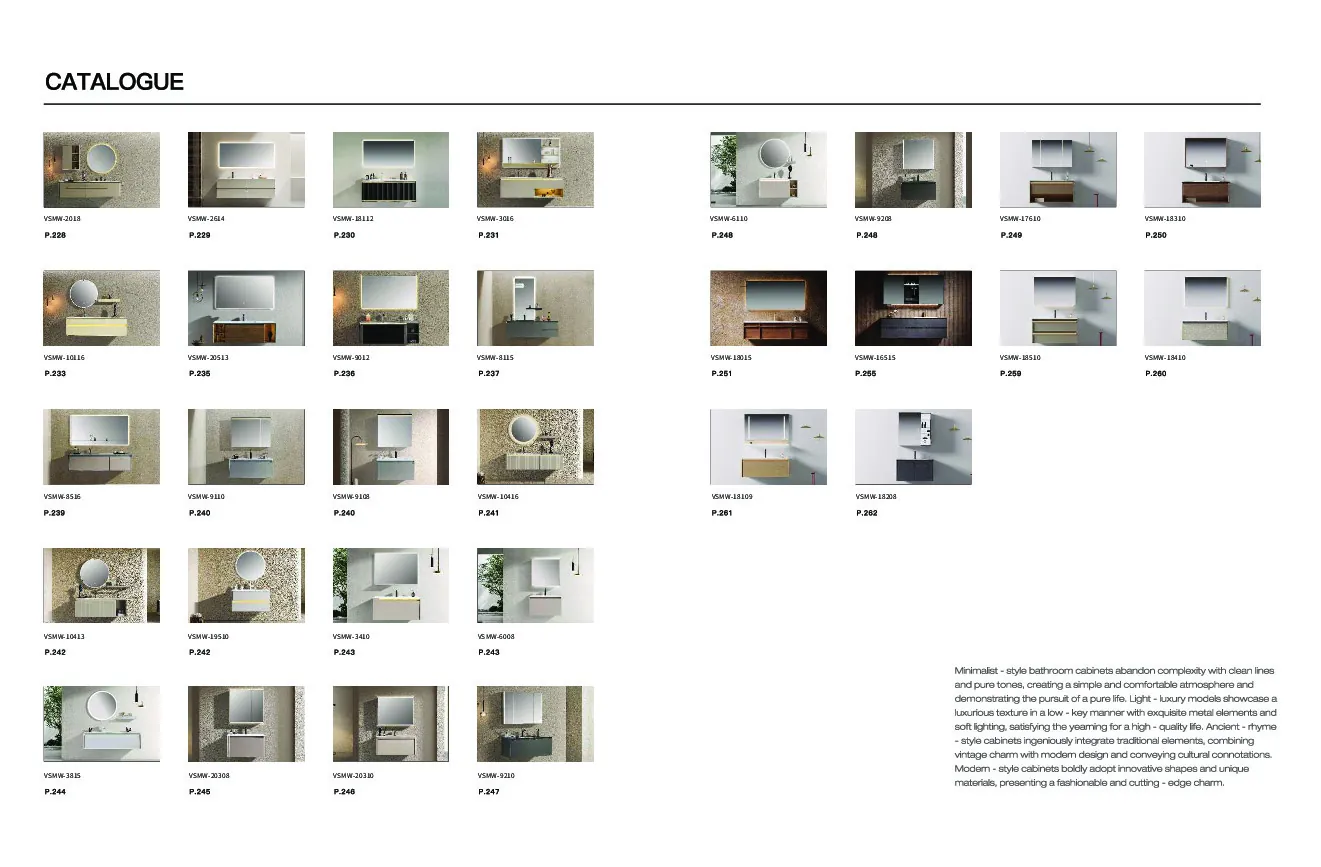 CATALOGUE
VSMW-2018
VSMW-2614
VSMW-18112
VSMW-3016
P.228
P.229
P.230
P.231
VSMW-10116
VSMW-20513
VSMW-9012
VSMW-8115
P.233
P.235
P.236
P.237
VSMW-8516
VSMW-9110
VSMW-9108
VSMW-10416
P.239
P.240
P.240
P.241
VSMW-10413
VSMW-19510
VSMW-3410
VSMW-6008
P.242
P.242
P.243
P.243
VSMW-3815
VSMW-20308
VSMW-20310
VSMW-9210
P.244
P.245
P.246
P.247
VSMW-6110
VSMW-9208
VSMW-17610
VSMW-18310
P.248
P.248
P.249
P.250
VSMW-18015
VSMW-16515
VSMW-18510
VSMW-18410
P.251
P.255
P.259
P.260
VSMW-18109
VSMW-18208
P.261
P.262
Minimalist - style bathroom cabinets abandon complexity with clean lines
and pure tones, creating a simple and comfortable atmosphere and
demonstrating the pursuit of a pure life. Light - luxury models showcase a
luxurious texture in a low - key manner with exquisite metal elements and
soft lighting, satisfying the yearning for a high - quality life. Ancient - rhyme
- style cabinets ingeniously integrate traditional elements, combining
vintage charm with modern design and conveying cultural connotations.
Modern - style cabinets boldly adopt innovative shapes and unique
materials, presenting a fashionable and cutting - edge charm.